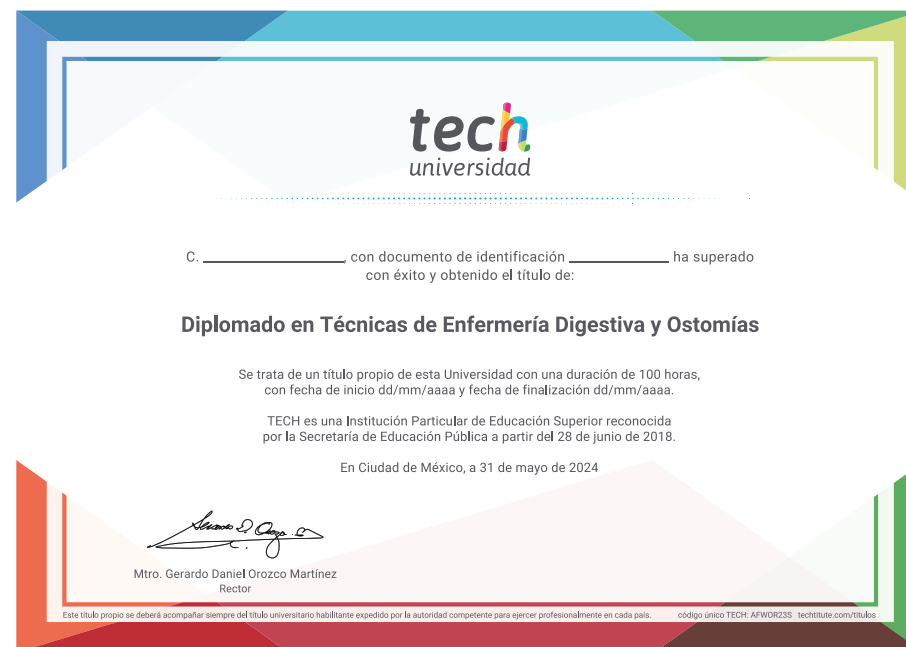 tech
universidad
C. ____________________, con documento de identificación ______________ ha superado
con éxito y obtenido el título de:
Diplomado en Técnicas de Enfermería Digestiva y Ostomías
Se trata de un título propio de esta Universidad con una duración de 100 horas,
con fecha de inicio dd/mm/aaaa y fecha de finalización dd/mm/aaaa.
TECH es una Institución Particular de Educación Superior reconocida
por la Secretaría de Educación Pública a partir del 28 de junio de 2018.
En Ciudad de México, a 31 de mayo de 2024
Mtro. Gerardo Daniel Orozco Martínez
Rector
Este título propio se deberá acompañar siempre del título universitario habilitante expedido por la autoridad competente para ejercer profesionalmente en cada país. código único TECH: AFWOR23S techtitute.com/títulos